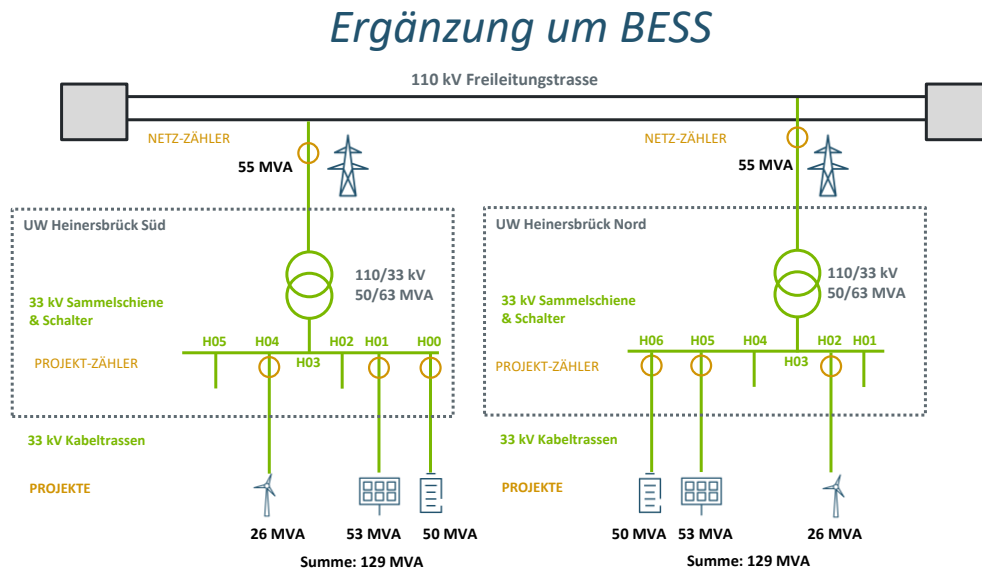 Ergänzung um BESS
110 kV Freileitungstrasse
NETZ-ZÄHLER
55 MVA
NETZ-ZÄHLER
55 MVA
UW Heinersbrück Süd
110/33 kV
50/63 MVA
33 kV Sammelschiene
& Schalter
H05
H04
H03
H02
H01
H00
PROJEKT-ZÄHLER
33 kV Kabeltrassen
PROJEKTE
26 MVA
53 MVA
50 MVA
Summe: 129 MVA
UW Heinersbrück Nord
110/33 kV
50/63 MVA
33 kV Sammelschiene
& Schalter
H06
H05
H04
H03
H02
H01
PROJEKT-ZÄHLER
33 kV Kabeltrassen
PROJEKTE
50 MVA
53 MVA
26 MVA
Summe: 129 MVA